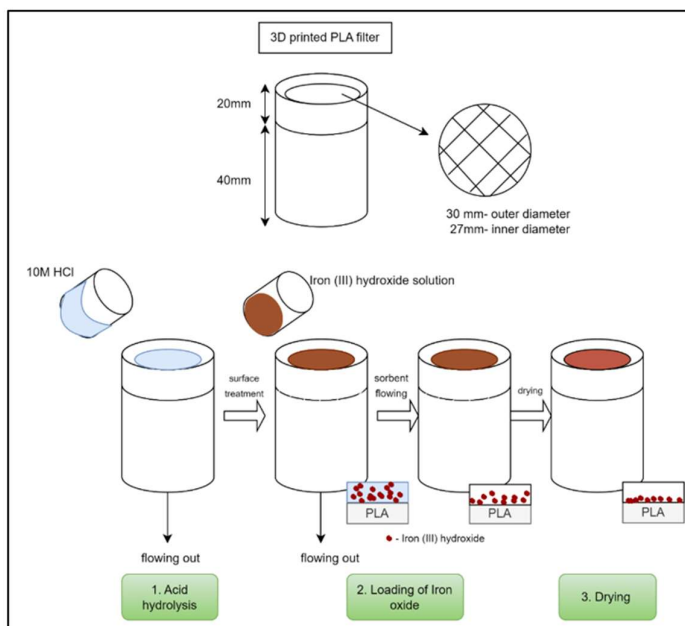 3D printed PLA filter
20mm
40mm
30 mm- outer diameter
27mm- inner diameter
10M HCl
Iron (III) hydroxide solution
surface
treatment
sorbent
flowing
drying
PLA
PLA
PLA
- Iron (III) hydroxide
flowing out
flowing out
1. Acid
hydrolysis
2. Loading of Iron
oxide
3. Drying